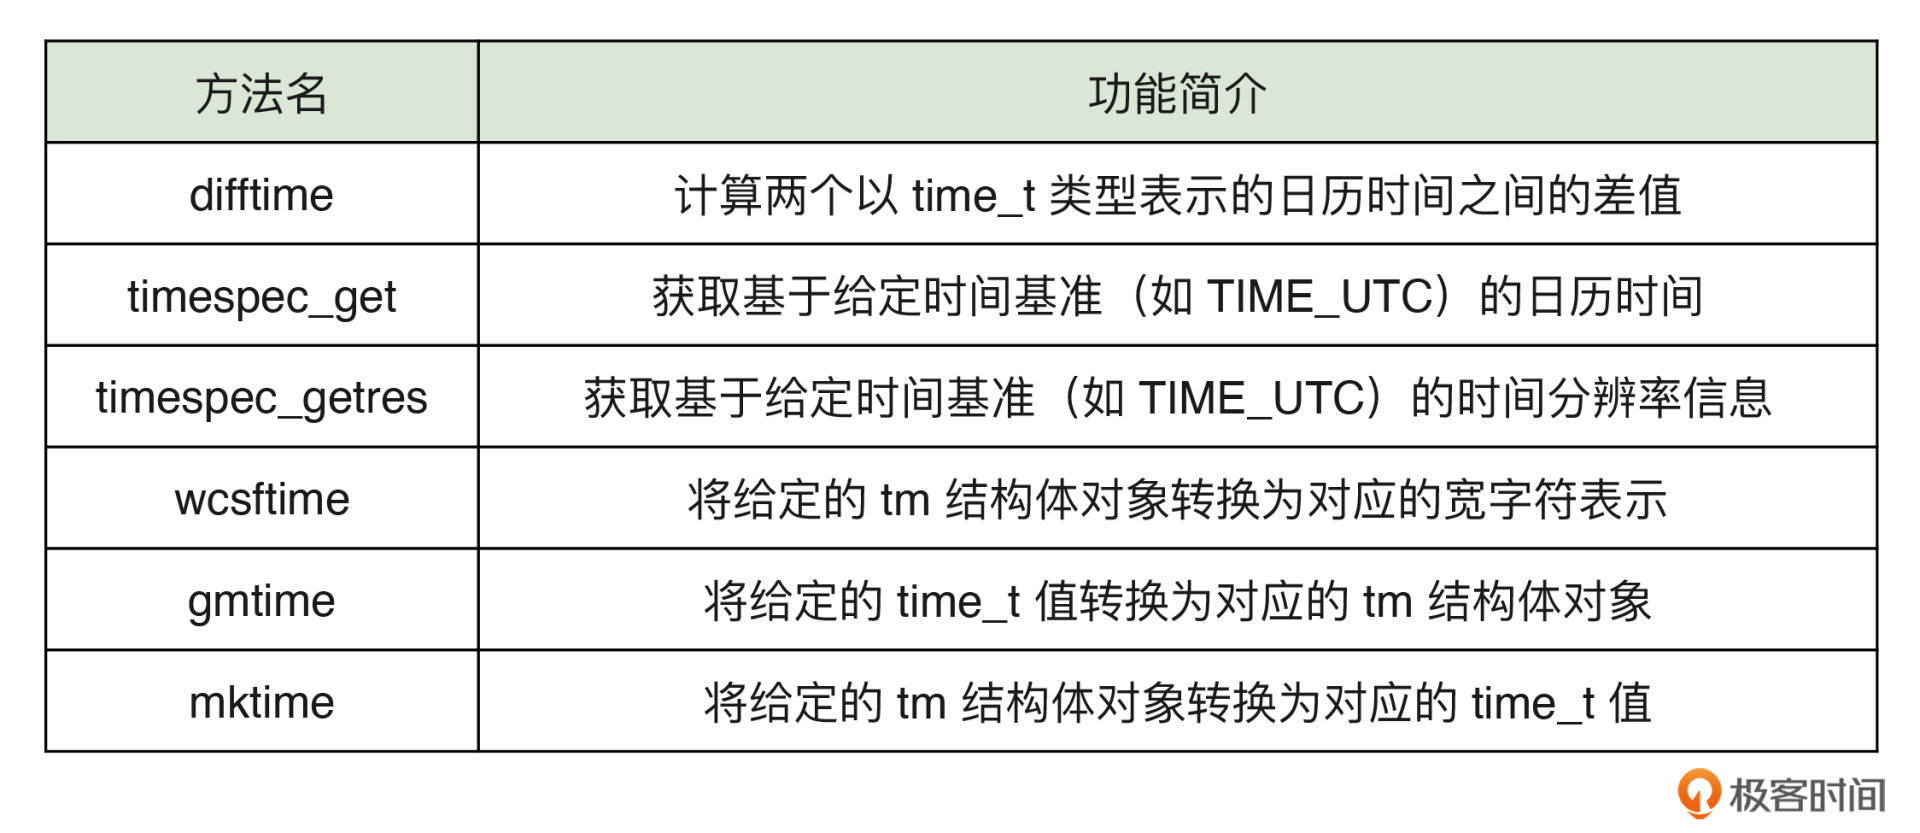 方法名 功能简介
difftime 计算两个以 time_t 类型表示的日历时间之间的差值
timespec_get 获取基于给定时间基准（如 TIME_UTC）的日历时间
timespec_getres 获取基于给定时间基准（如 TIME_UTC）的时间分辨率信息
wcsftime 将给定的 tm 结构体对象转换为对应的宽字符表示
gmtime 将给定的 time_t 值转换为对应的 tm 结构体对象
mktime 将给定的 tm 结构体对象转换为对应的 time_t 值
极客时间